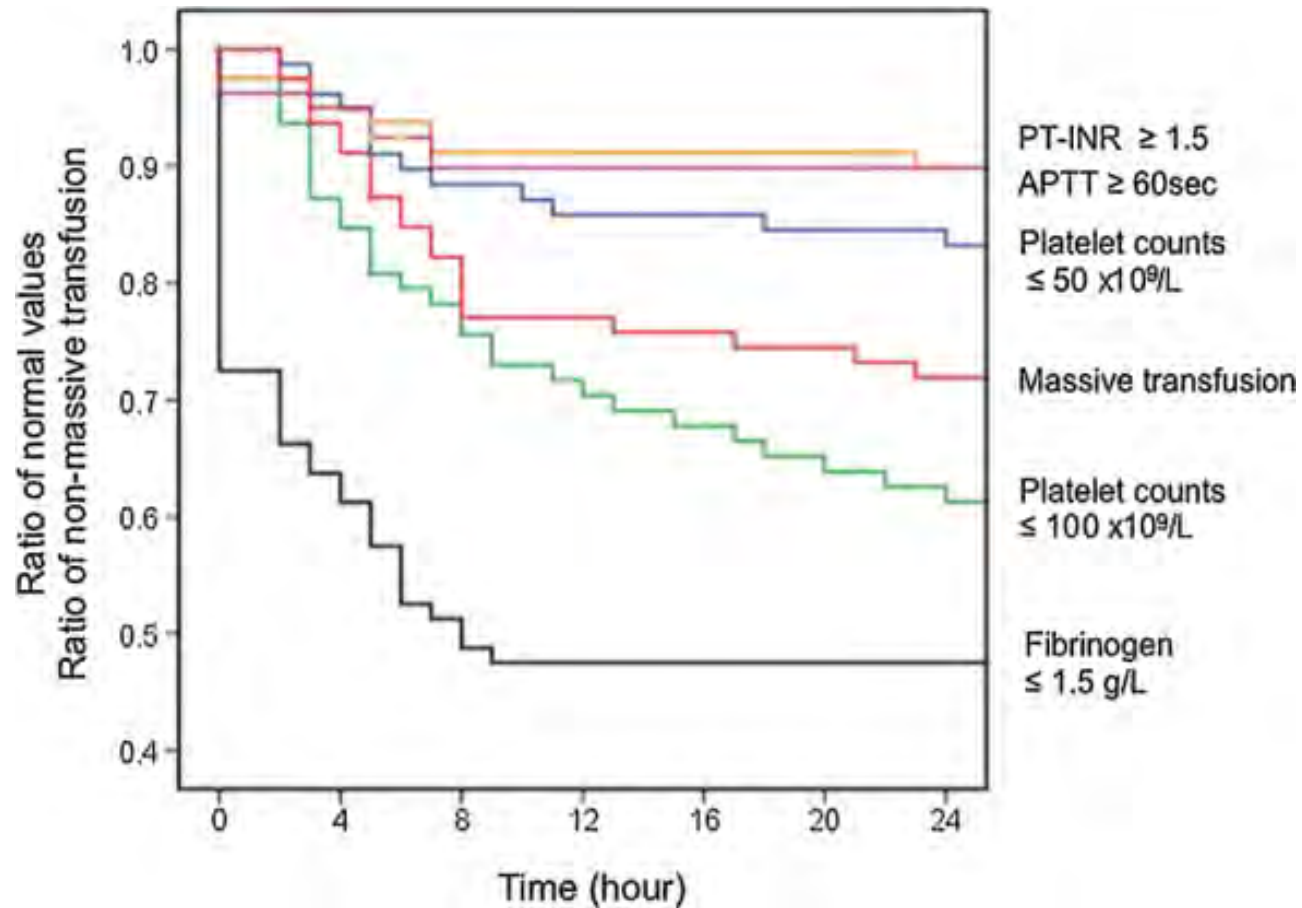 Ratio of normal values
Ratio of non-massive transfusion
1.0
0.9
0.8
0.7
0.6
0.5
0.4
PT-INR ≥ 1.5
APTT ≥ 60sec
Platelet counts
≤ 50 x10⁹/L
Massive transfusion
Platelet counts
≤ 100 x10⁹/L
Fibrinogen
≤ 1.5 g/L
0 4 8 12 16 20 24
Time (hour)